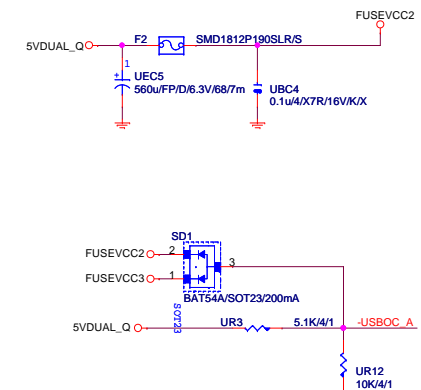 FUSEVCC2
5VDUAL_Q
F2
SMD1812P190SLR/S
1
+
UEC5
560u/FP/D/6.3V/68/7m
UBC4
0.1u/4/X7R/16V/K/X
SD1
FUSEVCC2
2
3
FUSEVCC3
1
BAT54A/SOT23/200mA
SOT23
5VDUAL_Q
UR3
5.1K/4/1
-USBOC_A
UR12
10K/4/1